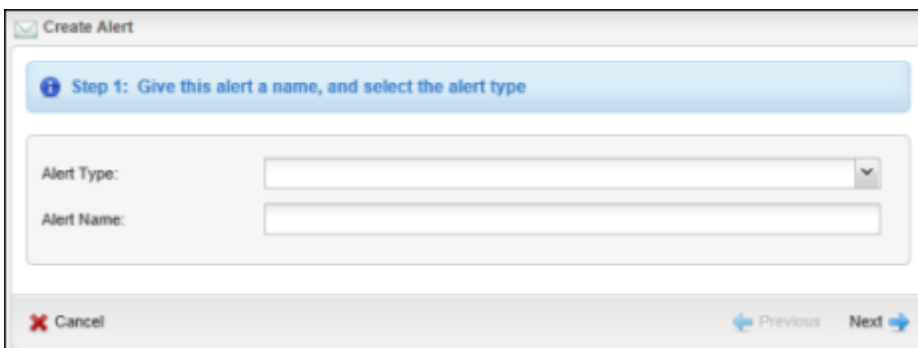 Create Alert
Step 1: Give this alert a name, and select the alert type
Alert Type:
Alert Name:
Cancel
Previous
Next